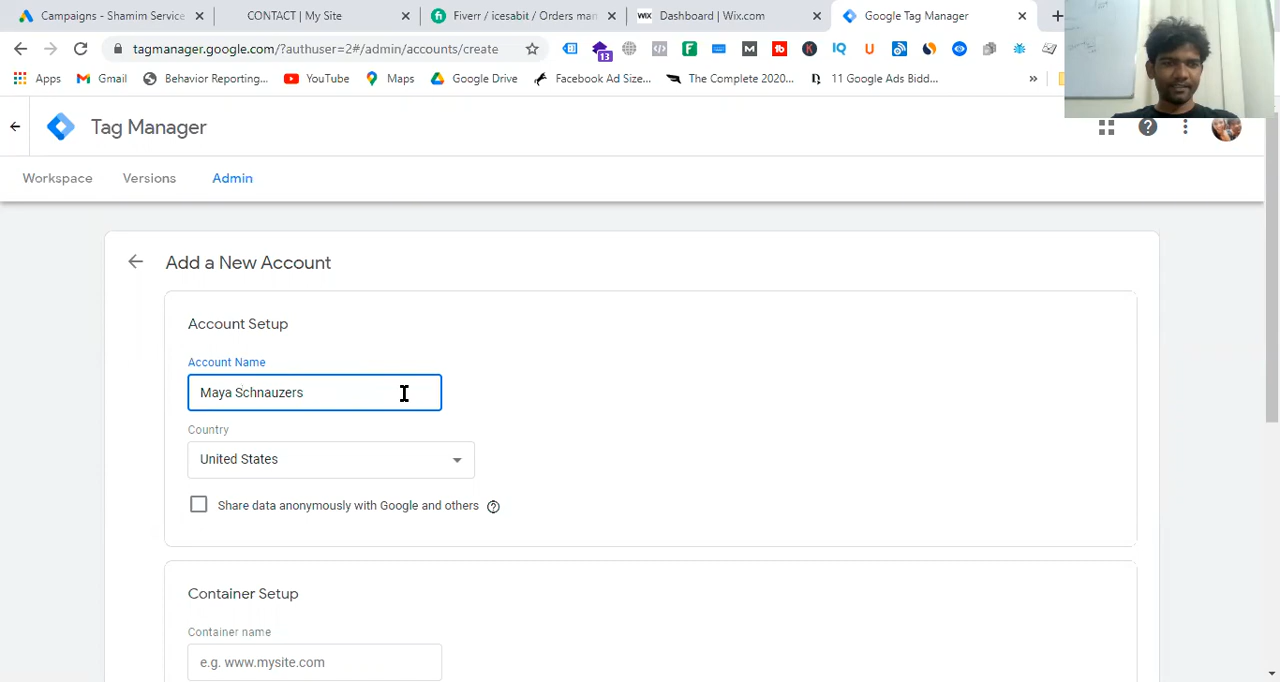 Campaigns - Shamim Service
CONTACT | My Site
Fiverr / icesabit / Orders man
WIX Dashboard | Wix.com
Google Tag Manager
tagmanager.google.com/?authuser=2#/admin/accounts/create
13
M
K
IQ
U
Apps
Gmail
Behavior Reporting...
YouTube
Maps
Google Drive
Facebook Ad Size...
The Complete 2020...
11 Google Ads Bidd...
»
Tag Manager
Workspace
Versions
Admin
Add a New Account
Account Setup
Account Name
Maya Schnauzers
Country
United States
Share data anonymously with Google and others
Container Setup
Container name
e.g. www.mysite.com